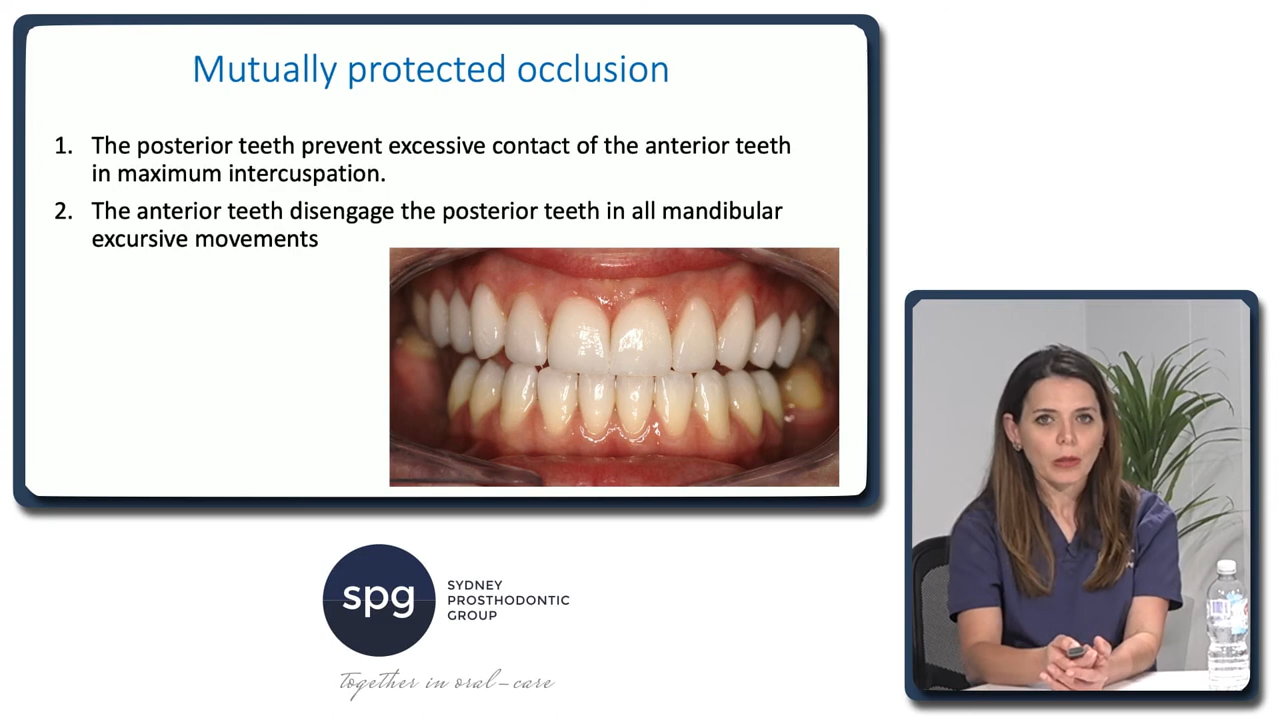 Mutually protected occlusion
1. The posterior teeth prevent excessive contact of the anterior teeth
in maximum intercuspation.
2. The anterior teeth disengage the posterior teeth in all mandibular
excursive movements
spg
SYDNEY
PROSTHODONTIC
GROUP
Together in oral-care